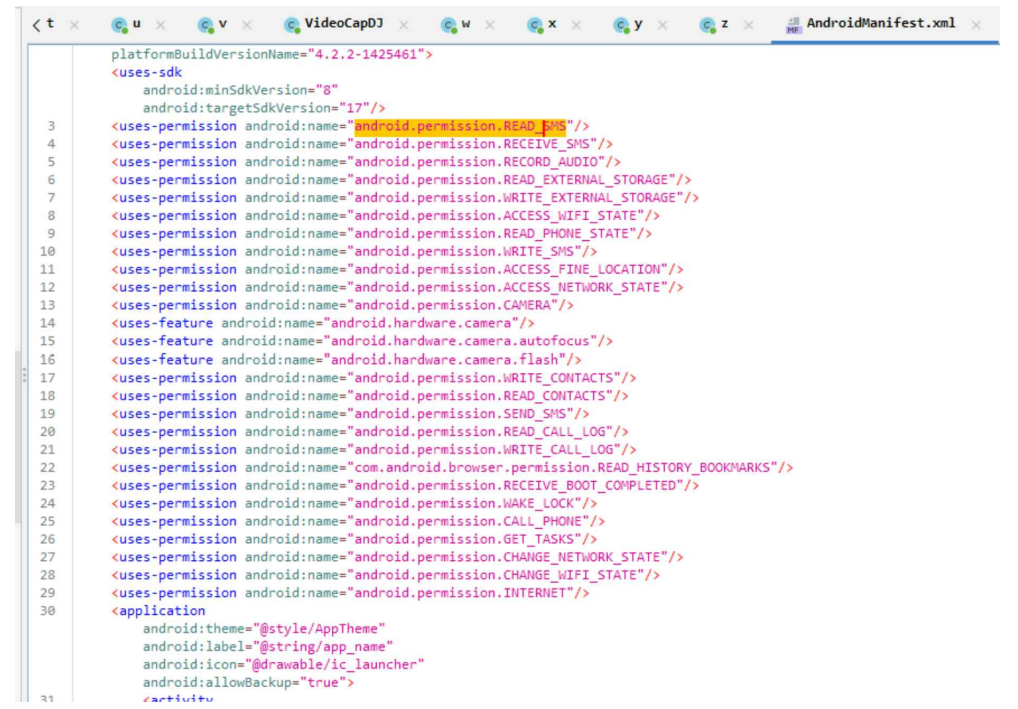 t × u × v × VideoCapDJ × w × x × y × z × MF AndroidManifest.xml ×
platformBuildVersionName="4.2.2-1425461">
<uses-sdk
android:minSdkVersion="8"
android:targetSdkVersion="17"/>
3 <uses-permission android:name="android.permission.READ_SMS"/>
4 <uses-permission android:name="android.permission.RECEIVE_SMS"/>
5 <uses-permission android:name="android.permission.RECORD_AUDIO"/>
6 <uses-permission android:name="android.permission.READ_EXTERNAL_STORAGE"/>
7 <uses-permission android:name="android.permission.WRITE_EXTERNAL_STORAGE"/>
8 <uses-permission android:name="android.permission.ACCESS_WIFI_STATE"/>
9 <uses-permission android:name="android.permission.READ_PHONE_STATE"/>
10 <uses-permission android:name="android.permission.WRITE_SMS"/>
11 <uses-permission android:name="android.permission.ACCESS_FINE_LOCATION"/>
12 <uses-permission android:name="android.permission.ACCESS_NETWORK_STATE"/>
13 <uses-permission android:name="android.permission.CAMERA"/>
14 <uses-feature android:name="android.hardware.camera"/>
15 <uses-feature android:name="android.hardware.camera.autofocus"/>
16 <uses-feature android:name="android.hardware.camera.flash"/>
17 <uses-permission android:name="android.permission.WRITE_CONTACTS"/>
18 <uses-permission android:name="android.permission.READ_CONTACTS"/>
19 <uses-permission android:name="android.permission.SEND_SMS"/>
20 <uses-permission android:name="android.permission.READ_CALL_LOG"/>
21 <uses-permission android:name="android.permission.WRITE_CALL_LOG"/>
22 <uses-permission android:name="com.android.browser.permission.READ_HISTORY_BOOKMARKS"/>
23 <uses-permission android:name="android.permission.RECEIVE_BOOT_COMPLETED"/>
24 <uses-permission android:name="android.permission.WAKE_LOCK"/>
25 <uses-permission android:name="android.permission.CALL_PHONE"/>
26 <uses-permission android:name="android.permission.GET_TASKS"/>
27 <uses-permission android:name="android.permission.CHANGE_NETWORK_STATE"/>
28 <uses-permission android:name="android.permission.CHANGE_WIFI_STATE"/>
29 <uses-permission android:name="android.permission.INTERNET"/>
30 <application
android:theme="@style/AppTheme"
android:label="@string/app_name"
android:icon="@drawable/ic_launcher"
android:allowBackup="true">
31 <activity